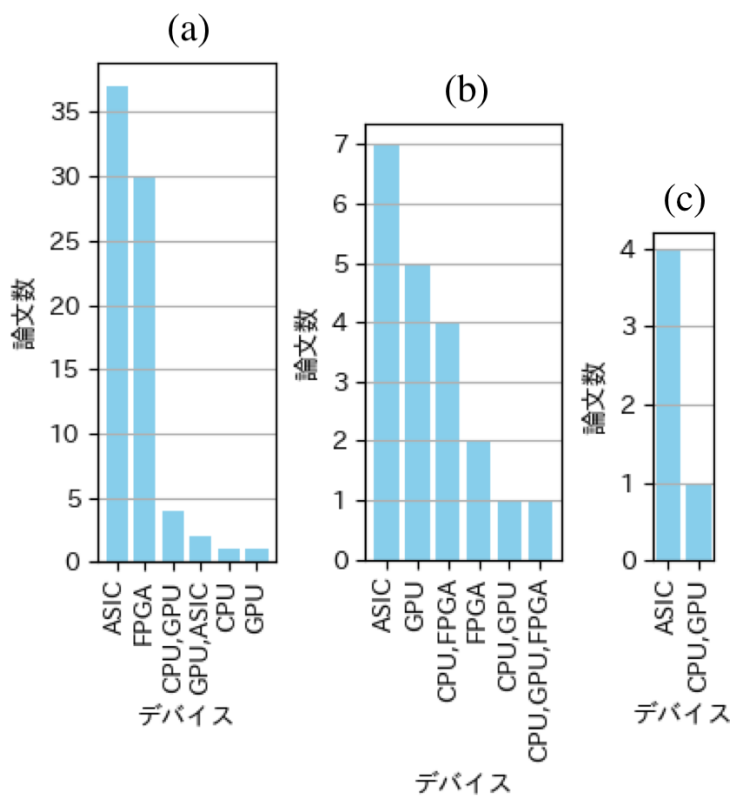 (a)
論文数
35
30
25
20
15
10
5
0
ASIC
FPGA
CPU,GPU
GPU,ASIC
CPU
GPU
デバイス
(b)
論文数
7
6
5
4
3
2
1
0
ASIC
GPU
CPU,FPGA
FPGA
CPU,GPU
CPU,GPU,FPGA
デバイス
(c)
論文数
4
3
2
1
0
ASIC
CPU,GPU
デバイス